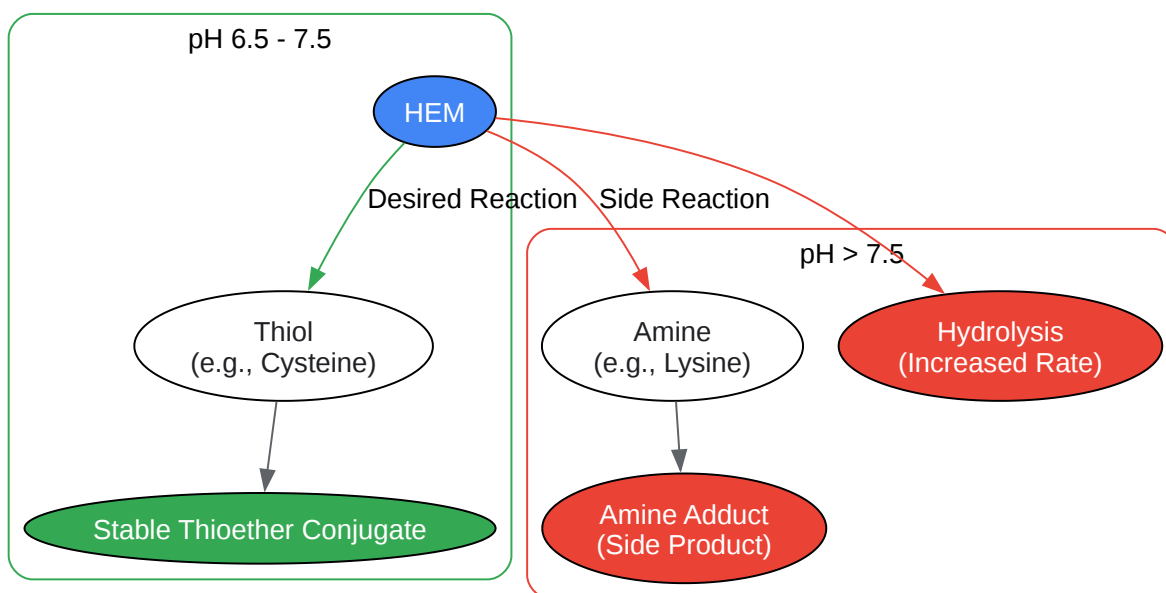 pH 6.5 - 7.5
HEM
Desired Reaction
Side Reaction
pH > 7.5
Thiol
(e.g., Cysteine)
Amine
(e.g., Lysine)
Hydrolysis
(Increased Rate)
Stable Thioether Conjugate
Amine Adduct
(Side Product)